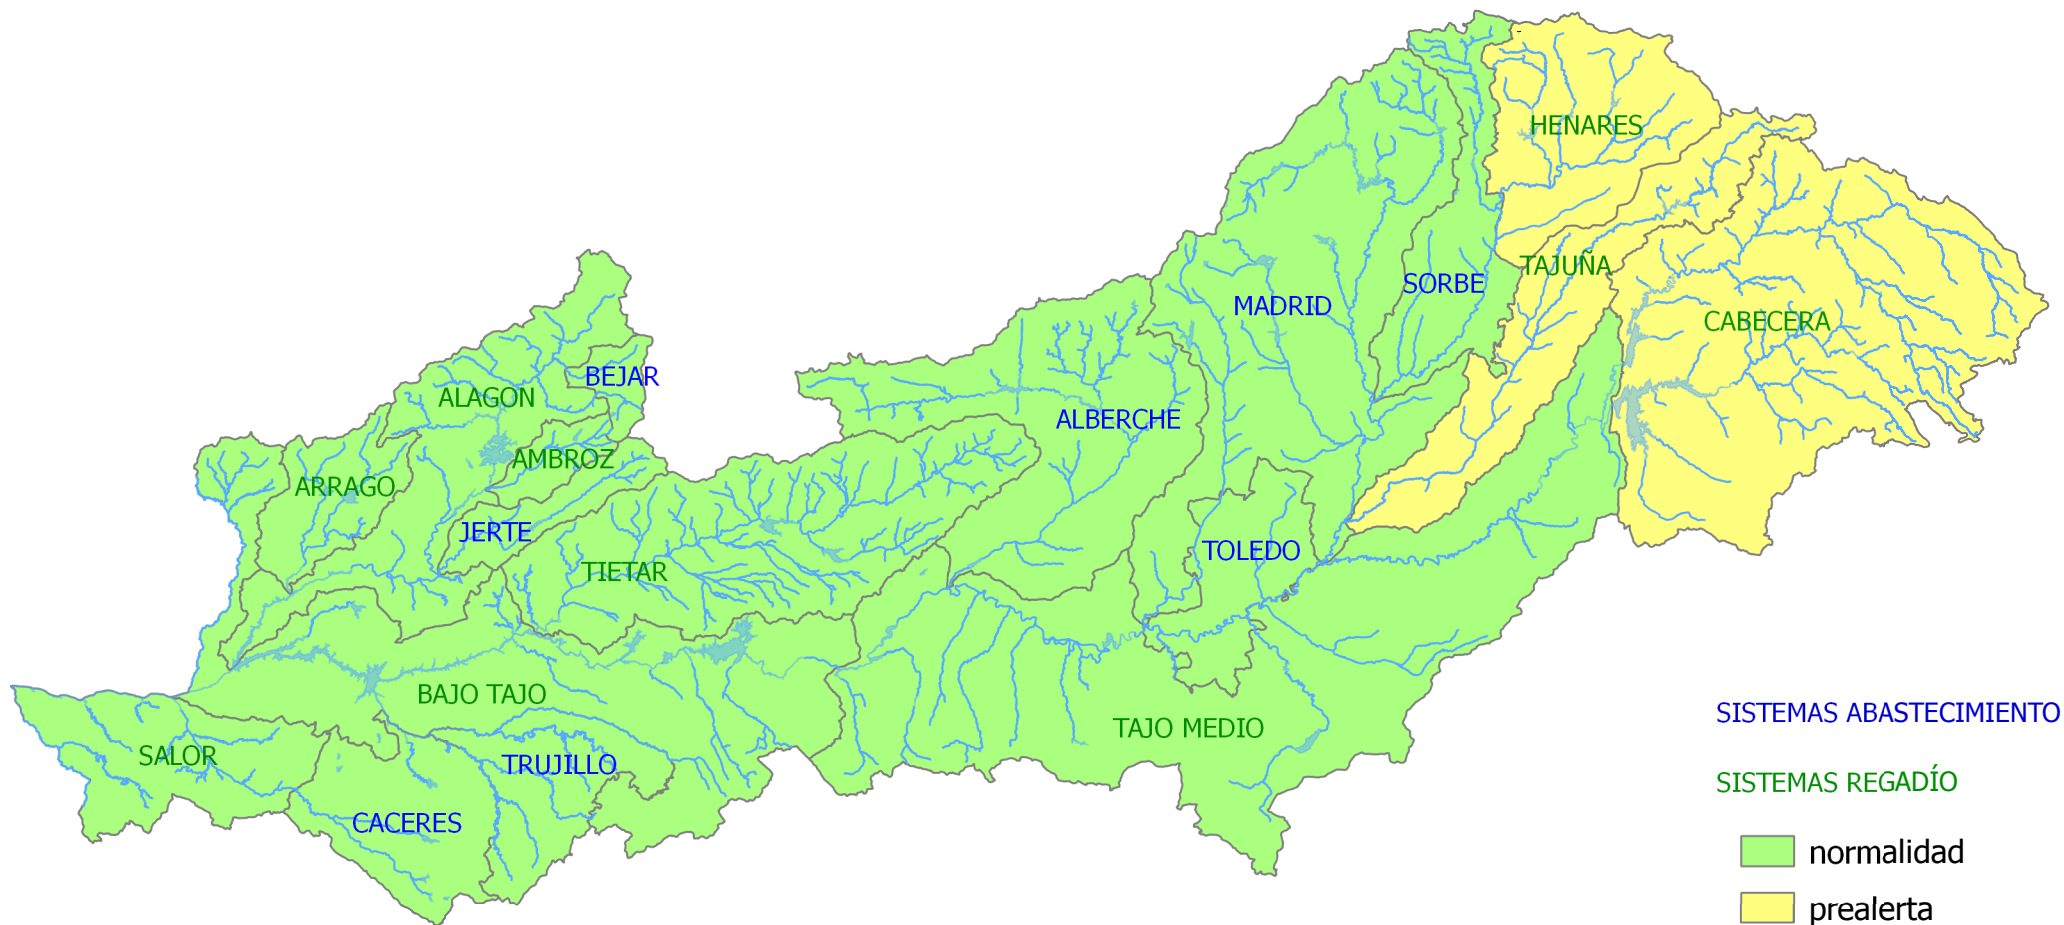 HENARES
TAJUÑA
SORBE
MADRID
CABECERA
BEJAR
ALAGON
ALBERCHE
AMBROZ
ARRAGO
JERTE
TOLEDO
TIETAR
BAJO TAJO
TAJO MEDIO
SALOR
TRUJILLO
CACERES
SISTEMAS ABASTECIMIENTO
SISTEMAS REGADÍO
normalidad
prealerta